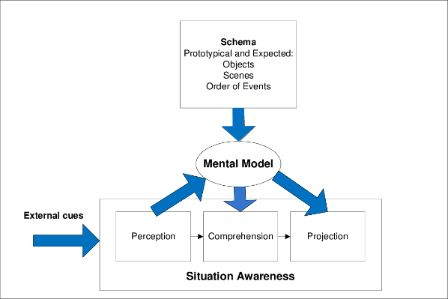 Schema
Prototypical and Expected:
Objects
Scenes
Order of Events
Mental Model
External cues
Perception
Comprehension
Projection
Situation Awareness